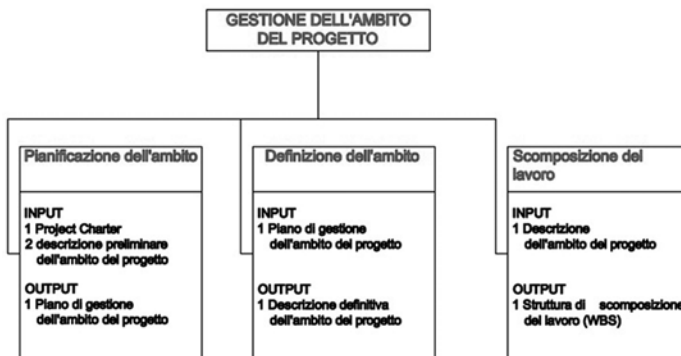 GESTIONE DELL'AMBITO
DEL PROGETTO
Pianificazione dell'ambito
INPUT
1 Project Charter
2 descrizione preliminare
dell'ambito del progetto
OUTPUT
1 Piano di gestione
dell'ambito del progetto
Definizione dell'ambito
INPUT
1 Piano di gestione
dell'ambito del progetto
OUTPUT
1 Descrizione definitiva
dell'ambito del progetto
Scomposizione del
lavoro
INPUT
1 Descrizione
dell'ambito del progetto
OUTPUT
1 Struttura di scomposizione
del lavoro (WBS)